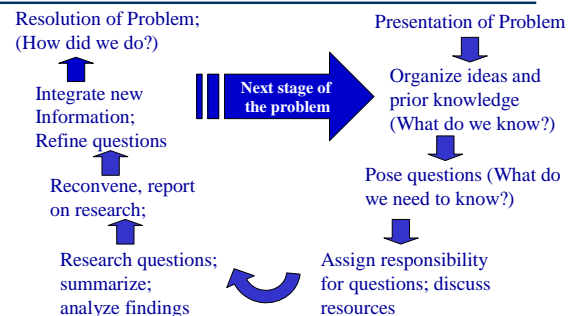 Presentation of Problem
Organize ideas and
prior knowledge
(What do we know?)
Pose questions (What do
we need to know?)
Assign responsibility
for questions; discuss
resources
Research questions;
summarize;
analyze findings
Reconvene, report
on research;
Integrate new
Information;
Refine questions
Resolution of Problem;
(How did we do?)
Next stage of
the problem